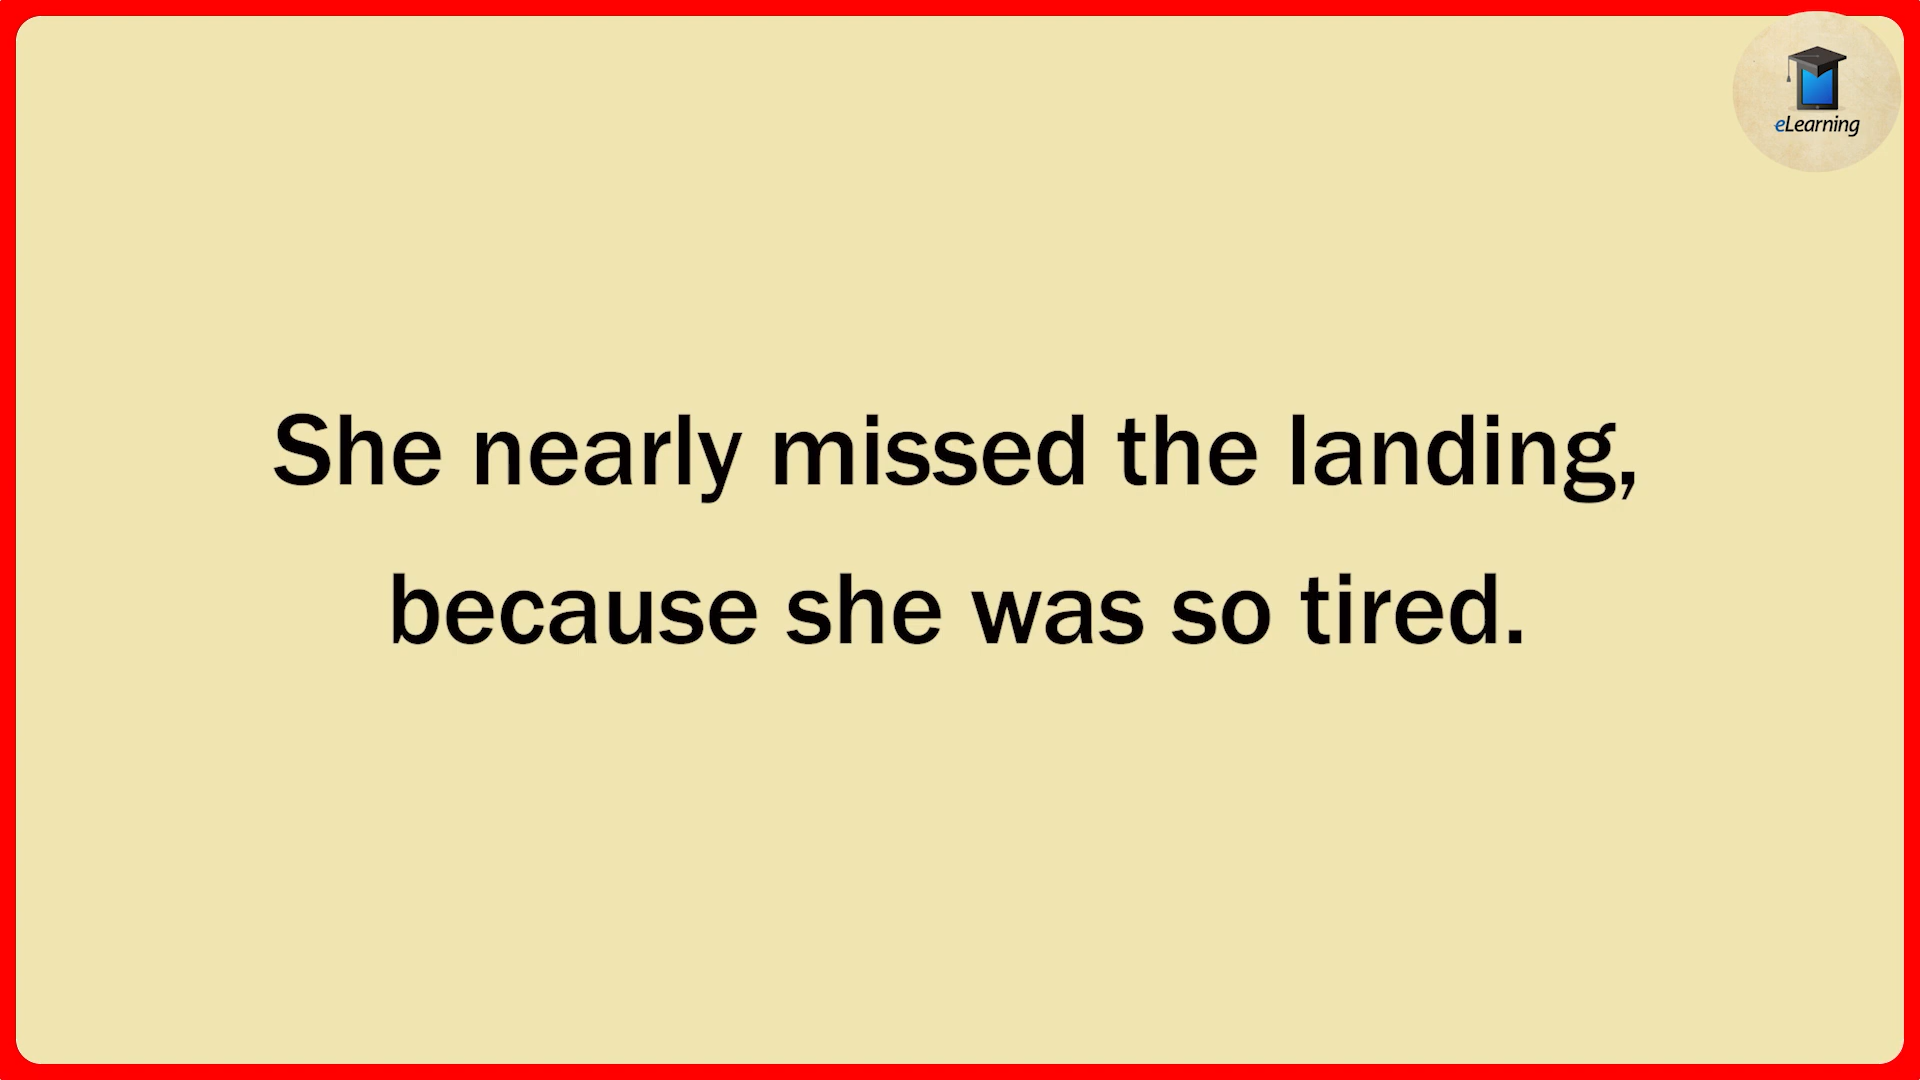 eLearning
She nearly missed the landing,
because she was so tired.